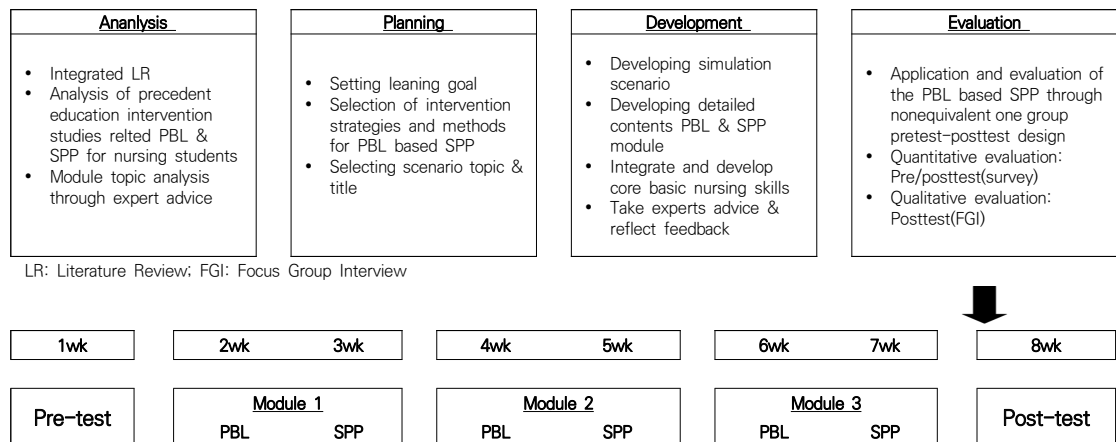 Ananlysis
• Integrated LR
• Analysis of precedent
education intervention
studies relted PBL &
SPP for nursing students
• Module topic analysis
through expert advice
Planning
• Setting leaning goal
• Selection of intervention
strategies and methods
for PBL based SPP
• Selecting scenario topic &
title
Development
• Developing simulation
scenario
• Developing detailed
contents PBL & SPP
module
• Integrate and develop
core basic nursing skills
• Take experts advice &
reflect feedback
Evaluation
• Application and evaluation of
the PBL based SPP through
nonequivalent one group
pretest-posttest design
• Quantitative evaluation:
Pre/posttest(survey)
• Qualitative evaluation:
Posttest(FGI)
LR: Literature Review; FGI: Focus Group Interview
1wk 2wk 3wk 4wk 5wk 6wk 7wk 8wk
Pre-test
Module 1
PBL SPP
Module 2
PBL SPP
Module 3
PBL SPP
Post-test